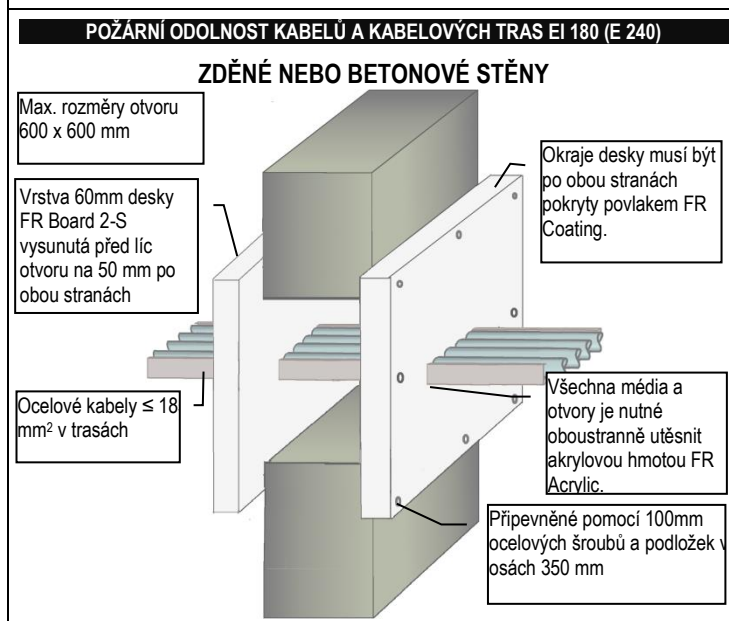 POŽÁRNÍ ODOLNOST KABELŮ A KABELOVÝCH TRAS EI 180 (E 240)
ZDĚNÉ NEBO BETONOVÉ STĚNY
Max. rozměry otvoru
600 x 600 mm
Vrstva 60mm desky
FR Board 2-S
vysunutá před líc
otvoru na 50 mm po
obou stranách
Ocelové kabely ≤ 18
mm² v trasách
Okraje desky musí být
po obou stranách
pokryty povlakem FR
Coating.
Všechna média a
otvory je nutné
oboustranně utěsnit
akrylovou hmotou FR
Acrylic.
Připevněné pomocí 100mm
ocelových šroubů a podložek v
osách 350 mm